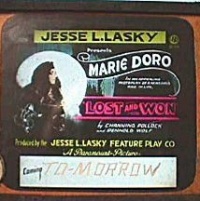 JESSE L. LASKY
Presents
MARIE DORO
LOST AND WON
by CHANNING POLLOCK
AND RENNOLD WOLF
Produced by the JESSE L. LASKY FEATURE PLAY CO
A Paramount Picture
Coming TO-MORROW